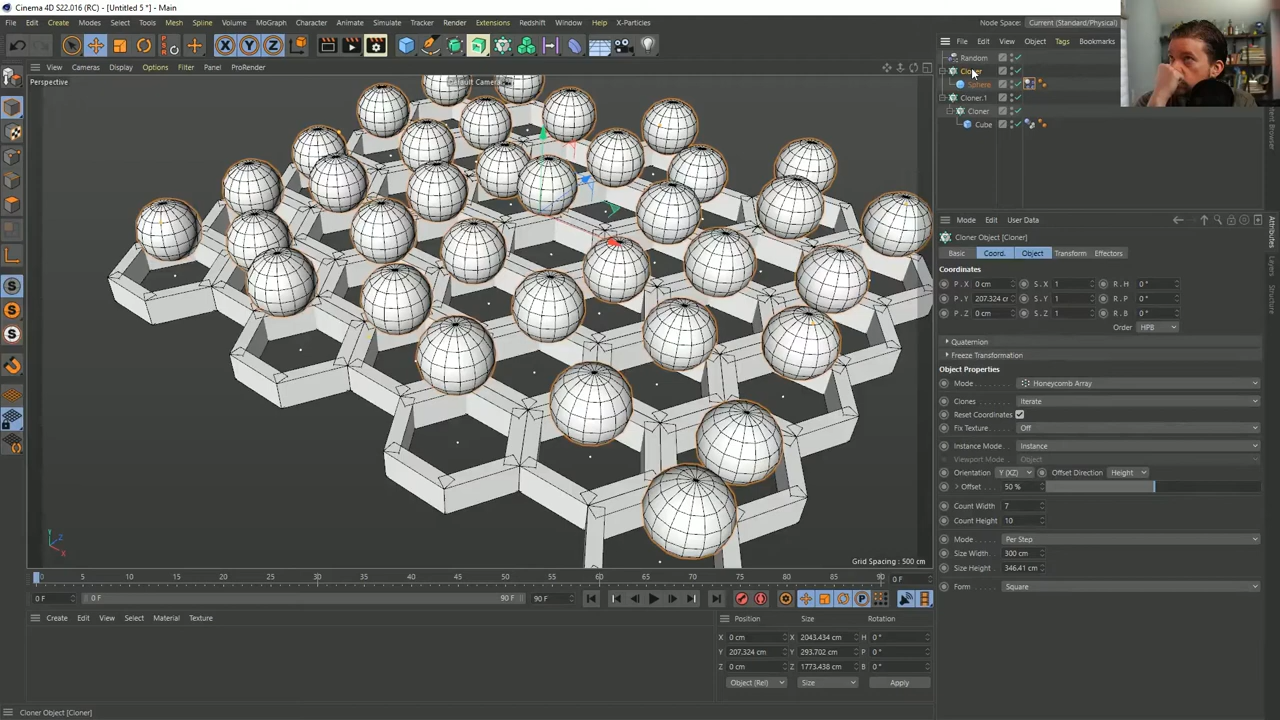 Cinema 4D S22.016 (RC) - [Untitled 5 *] - Main
File Edit Create Modes Select Tools Mesh Spline Volume MoGraph Character Animate Simulate Tracker Render Extensions Redshift Window Help X-Particles Node Space: Current (Standard/Physical)
X Y Z
File Edit View Object Tags Bookmarks
View Cameras Display Options Filter Panel ProRender
Perspective Default Camera
Random
Cloner
Sphere
Cloner.1
Cloner
Cube
Content Browser
Mode Edit User Data
Attributes
Layers
Structure
Cloner Object [Cloner]
Basic Coord. Object Transform Effectors
Coordinates
P . X 0 cm S . X 1 R . H 0 °
P . Y 207.324 cr S . Y 1 R . P 0 °
P . Z 0 cm S . Z 1 R . B 0 °
Order HPB
Quaternion
Freeze Transformation
Object Properties
Mode Honeycomb Array
Clones Iterate
Reset Coordinates
Fix Texture Off
Instance Mode Instance
Viewport Mode Object
Orientation Y (XZ) Offset Direction Height
Offset 50 %
Count Width 7
Count Height 10
Mode Per Step
Size Width 300 cm
Size Height 346.41 cm
Form Square
Y Z X
Grid Spacing : 500 cm
0 5 10 15 20 25 30 35 40 45 50 55 60 65 70 75 80 85 90 0 F
0 F 0 F 90 F 90 F
Create Edit View Select Material Texture
Position Size Rotation
X 0 cm X 2043.434 cm H 0 °
Y 207.324 cm Y 293.702 cm P 0 °
Z 0 cm Z 1773.438 cm B 0 °
Object (Rel) Size Apply
Cloner Object [Cloner]